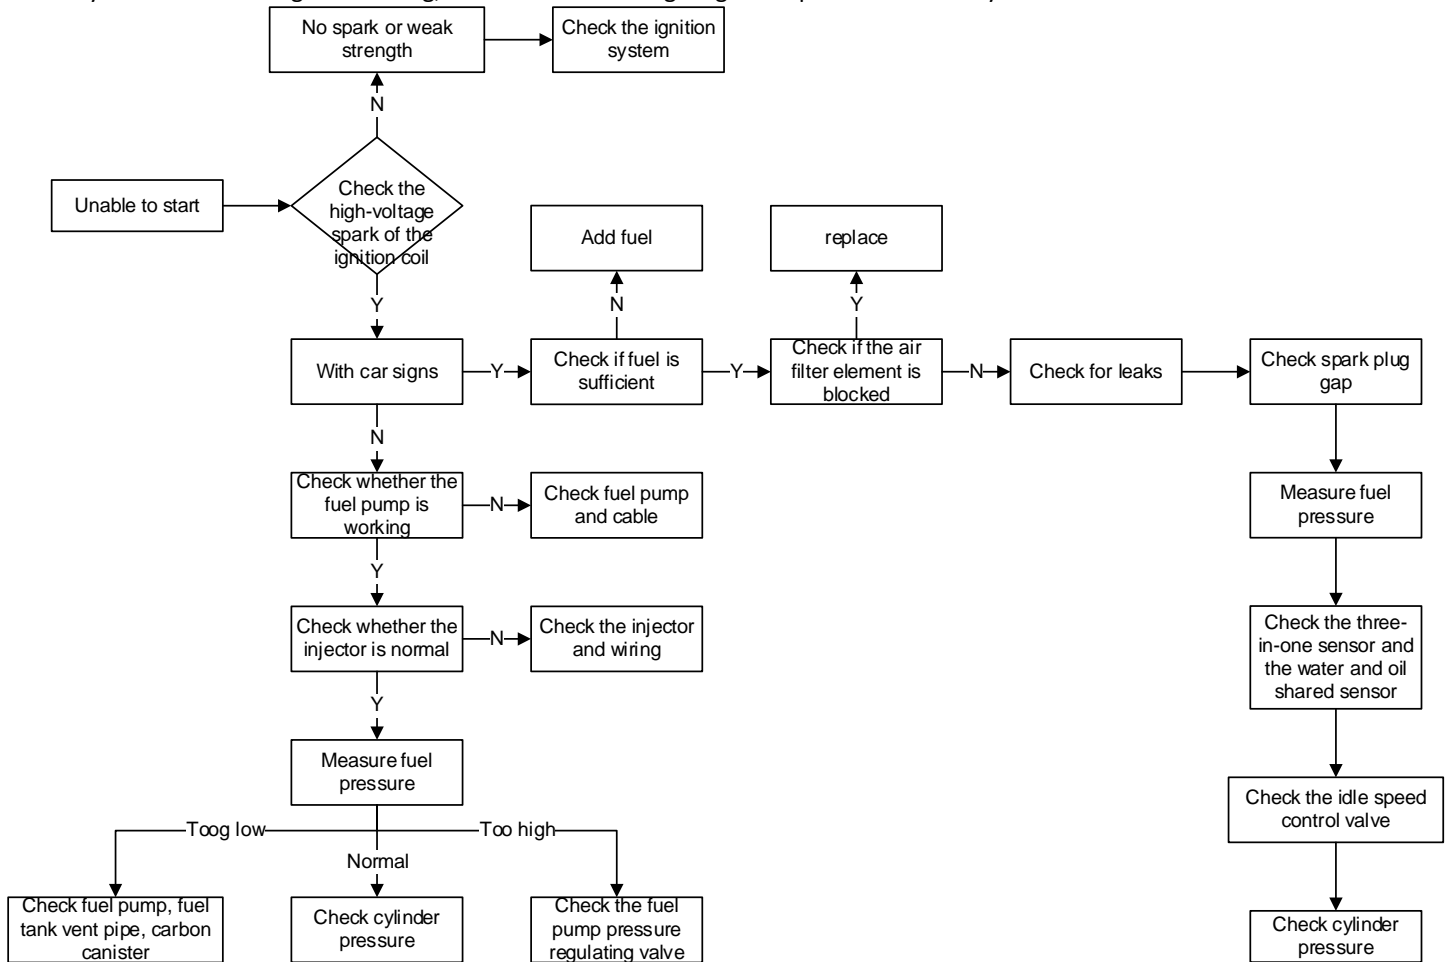 No spark or weak
strength
Check the ignition
system
N
Unable to start
Check the
high-voltage
spark of the
ignition coil
Add fuel
replace
Y
N
Y
With car signs
Y
Check if fuel is
sufficient
Y
Check if the air
filter element is
blocked
N
Check for leaks
Check spark plug
gap
N
Check whether the
fuel pump is
working
N
Check fuel pump
and cable
Measure fuel
pressure
Y
Check whether the
injector is normal
N
Check the injector
and wiring
Check the three-
in-one sensor and
the water and oil
shared sensor
Y
Measure fuel
pressure
Check the idle speed
control valve
Toog low
Too high
Normal
Check fuel pump, fuel
tank vent pipe, carbon
canister
Check cylinder
pressure
Check the fuel
pump pressure
regulating valve
Check cylinder
pressure